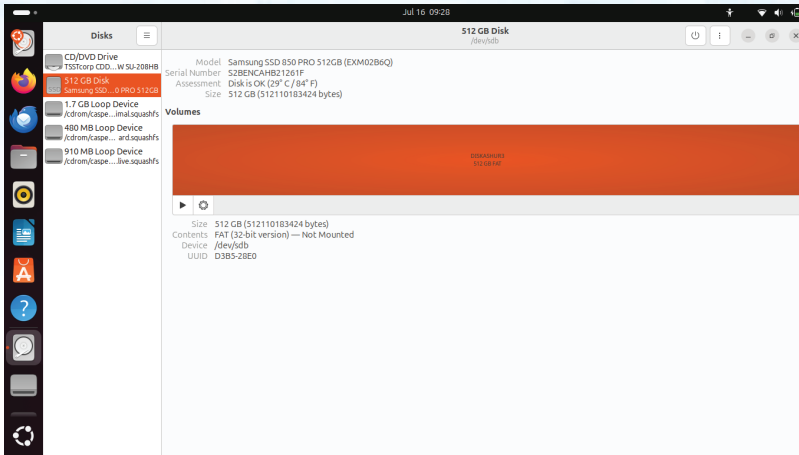 Jul 16 09:28
Disks
512 GB Disk
/dev/sdb
CD/DVD Drive
TSSTcorp CDD...W SU-208HB
512 GB Disk
Samsung SSD...0 PRO 512GB
1.7 GB Loop Device
/cdrom/caspe...imal.squashfs
480 MB Loop Device
/cdrom/caspe... ard.squashfs
910 MB Loop Device
/cdrom/caspe....live.squashfs
Model Samsung SSD 850 PRO 512GB (EXM02B6Q)
Serial Number S2BENCAHB21261F
Assessment Disk is OK (29° C / 84° F)
Size 512 GB (512110183424 bytes)
Volumes
DISKASHUR2
512 GB FAT
Size 512 GB (512110183424 bytes)
Contents FAT (32-bit version) — Not Mounted
Device /dev/sdb
UUID D3B5-28E0